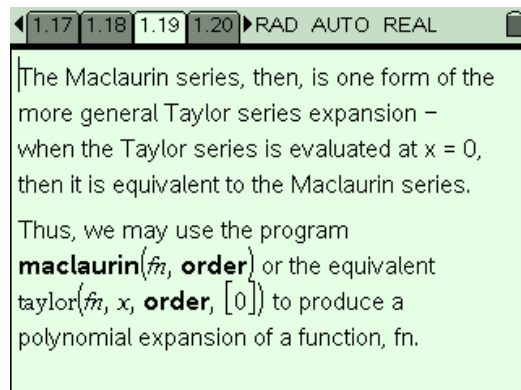 1.17 1.18 1.19 1.20 RAD AUTO REAL
The Maclaurin series, then, is one form of the
more general Taylor series expansion –
when the Taylor series is evaluated at x = 0,
then it is equivalent to the Maclaurin series.
Thus, we may use the program
maclaurin(fn, order) or the equivalent
taylor(fn, x, order, [0]) to produce a
polynomial expansion of a function, fn.